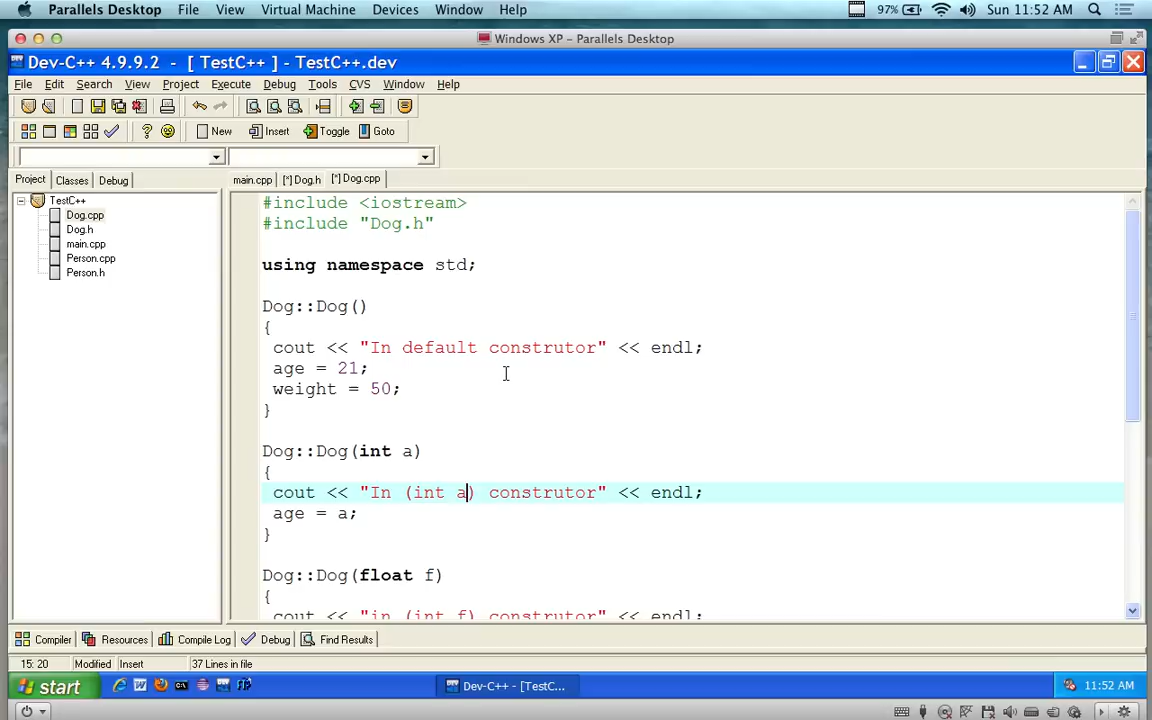 Parallels Desktop File View Virtual Machine Devices Window Help 97% Sun 11:52 AM
Windows XP - Parallels Desktop
Dev-C++ 4.9.9.2 - [ TestC++ ] - TestC++.dev
File Edit Search View Project Execute Debug Tools CVS Window Help
New Insert Toggle Goto
Project Classes Debug main.cpp [*] Dog.h [*] Dog.cpp
TestC++
Dog.cpp
Dog.h
main.cpp
Person.cpp
Person.h
#include <iostream>
#include "Dog.h"
using namespace std;
Dog::Dog()
{
cout << "In default construtor" << endl;
age = 21;
weight = 50;
}
Dog::Dog(int a)
{
cout << "In (int a) construtor" << endl;
age = a;
}
Dog::Dog(float f)
{
cout << "in (int f) construtor" << endl;
Compiler Resources Compile Log Debug Find Results
15: 20 Modified Insert 37 Lines in file
start Dev-C++ - [TestC... 11:52 AM